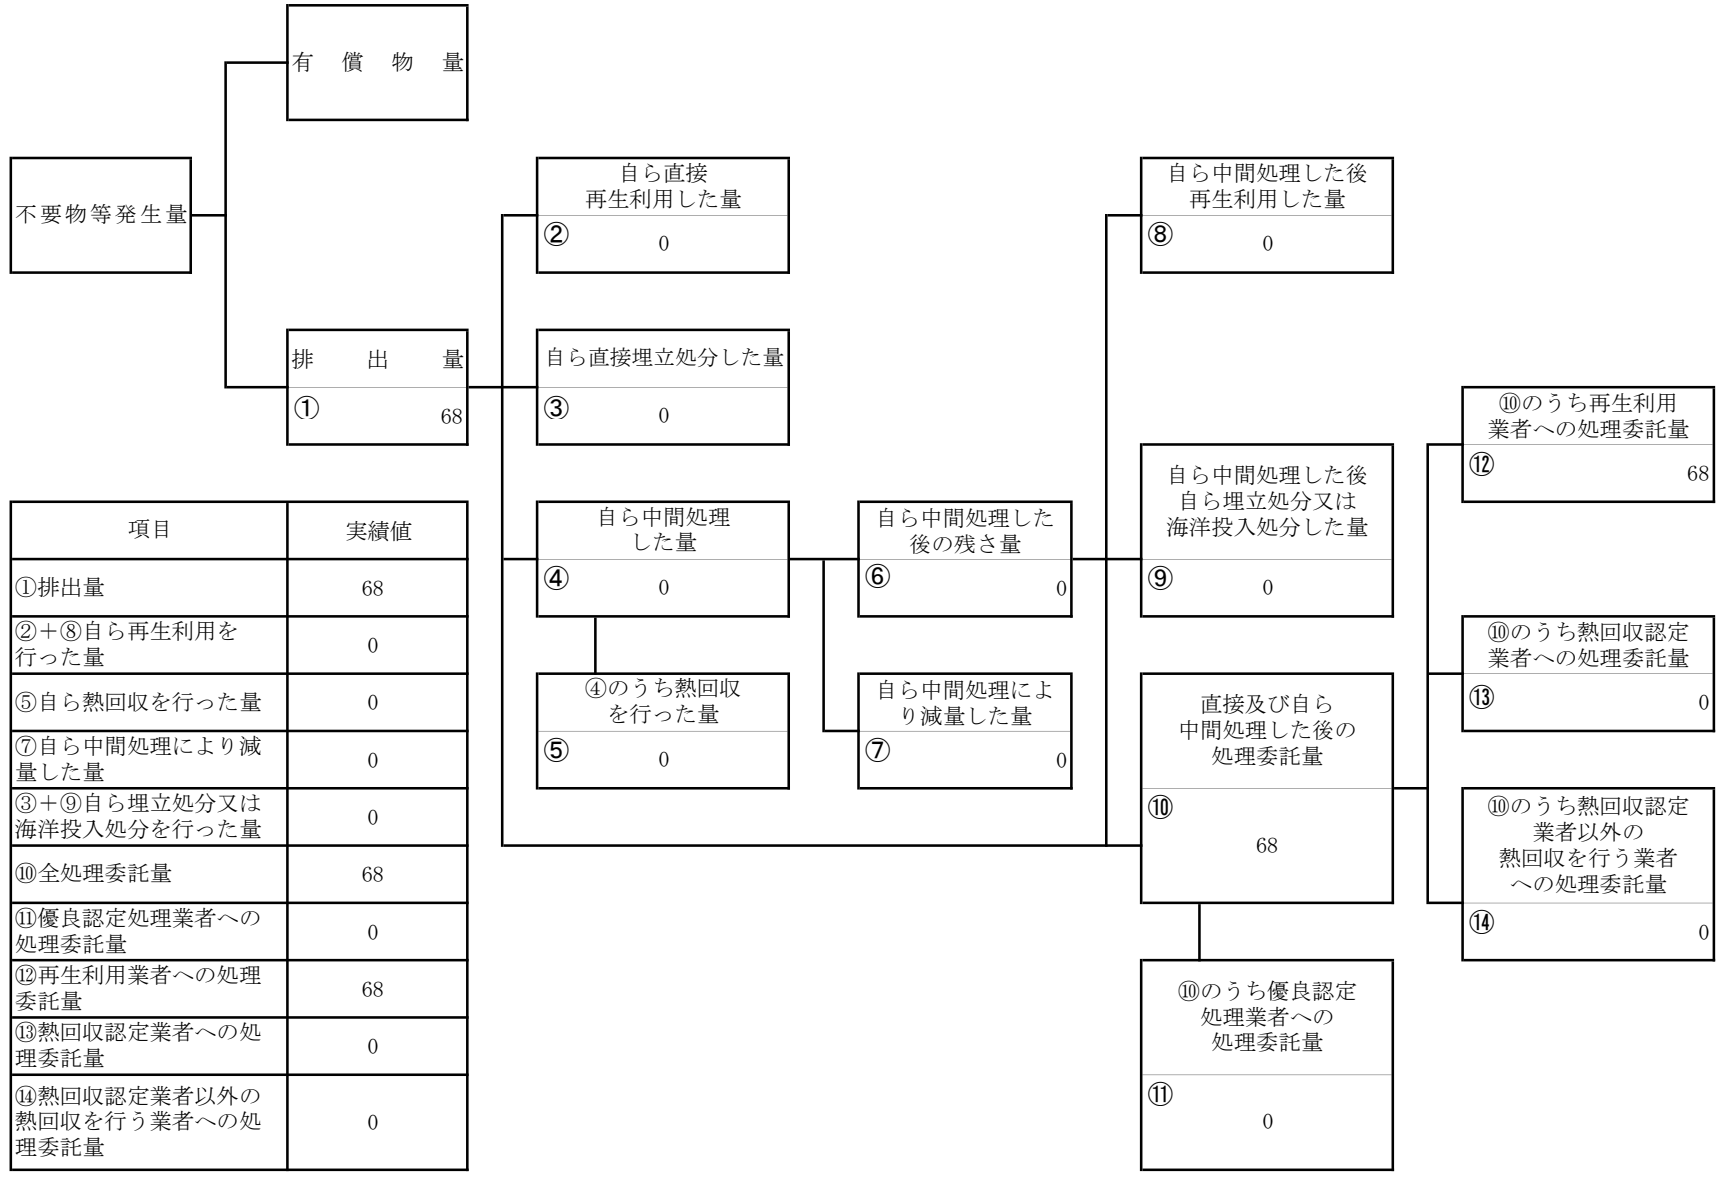 有償物量
不要物等発生量
排出量
①
68
自ら直接
再生利用した量
②
0
自ら直接埋立処分した量
③
0
自ら中間処理
した量
④
0
④のうち熱回収
を行った量
⑤
0
自ら中間処理した
後の残さ量
⑥
0
自ら中間処理によ
り減量した量
⑦
0
自ら中間処理した後
再生利用した量
⑧
0
自ら中間処理した後
自ら埋立処分又は
海洋投入処分した量
⑨
0
直接及び自ら
中間処理した後の
処理委託量
⑩
68
⑩のうち優良認定
処理業者への
処理委託量
⑪
0
⑩のうち再生利用
業者への処理委託量
⑫
68
⑩のうち熱回収認定
業者への処理委託量
⑬
0
⑩のうち熱回収認定
業者以外の
熱回収を行う業者
への処理委託量
⑭
0
項目 実績値
①排出量 68
②＋⑧自ら再生利用を
行った量 0
⑤自ら熱回収を行った量 0
⑦自ら中間処理により減
量した量 0
③＋⑨自ら埋立処分又は
海洋投入処分を行った量 0
⑩全処理委託量 68
⑪優良認定処理業者への
処理委託量 0
⑫再生利用業者への処理
委託量 68
⑬熱回収認定業者への処
理委託量 0
⑭熱回収認定業者以外の
熱回収を行う業者への処
理委託量 0